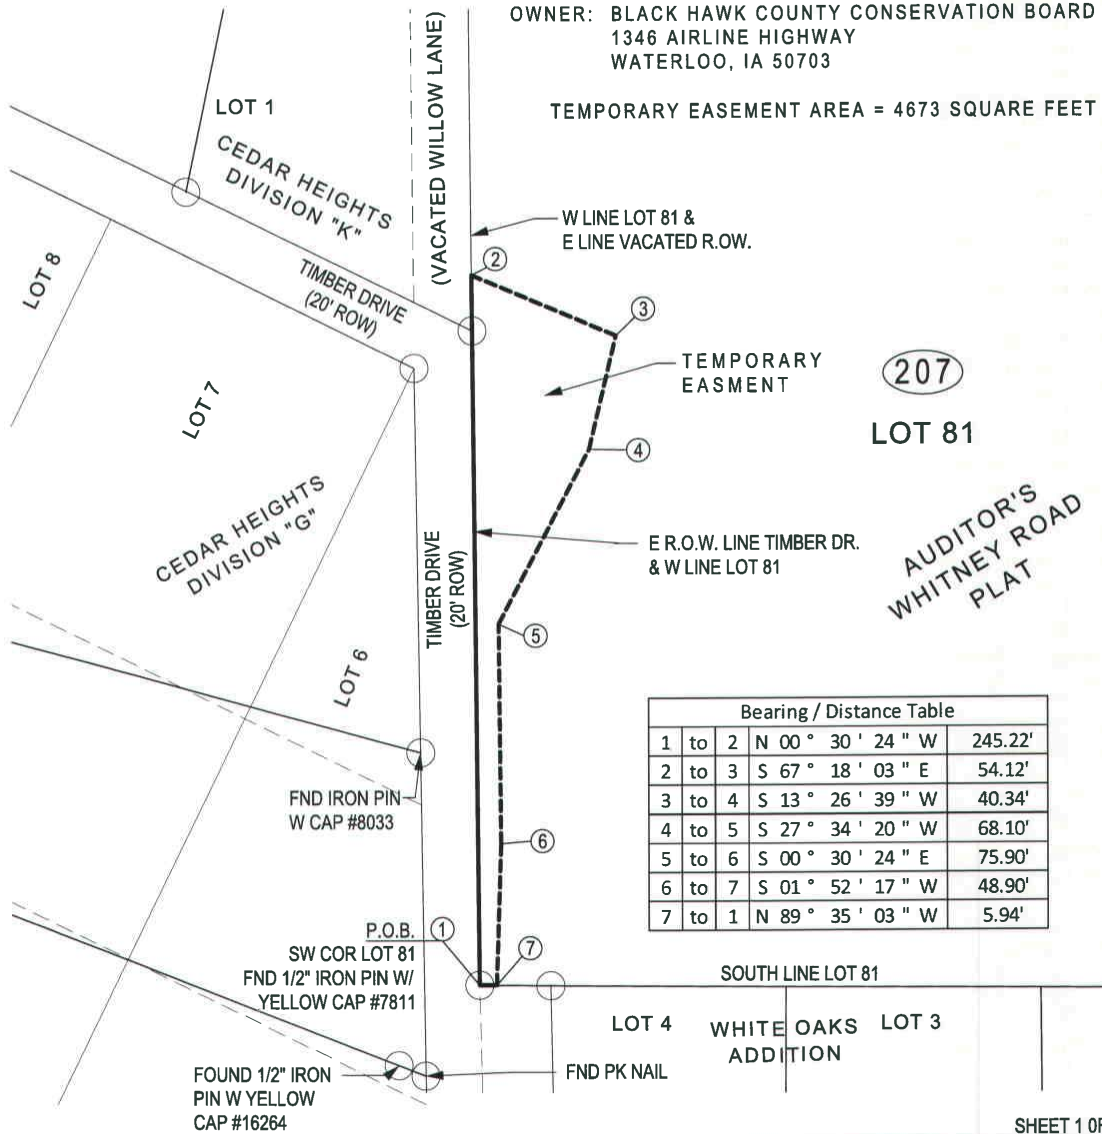 OWNER: BLACK HAWK COUNTY CONSERVATION BOARD
1346 AIRLINE HIGHWAY
WATERLOO, IA 50703
TEMPORARY EASEMENT AREA = 4673 SQUARE FEET
LOT 1
CEDAR HEIGHTS
DIVISION "K"
(VACATED WILLOW LANE)
W LINE LOT 81 &
E LINE VACATED R.OW.
2
3
LOT 8
TIMBER DRIVE
(20' ROW)
TEMPORARY
EASMENT
207
LOT 81
LOT 7
4
CEDAR HEIGHTS
DIVISION "G"
AUDITOR'S
WHITNEY ROAD
PLAT
E R.O.W. LINE TIMBER DR.
& W LINE LOT 81
TIMBER DRIVE
(20' ROW)
5
LOT 6
Bearing / Distance Table
1 to 2 N 00 ° 30 ' 24 " W 245.22'
2 to 3 S 67 ° 18 ' 03 " E 54.12'
3 to 4 S 13 ° 26 ' 39 " W 40.34'
4 to 5 S 27 ° 34 ' 20 " W 68.10'
5 to 6 S 00 ° 30 ' 24 " E 75.90'
6 to 7 S 01 ° 52 ' 17 " W 48.90'
7 to 1 N 89 ° 35 ' 03 " W 5.94'
FND IRON PIN
W CAP #8033
6
P.O.B. 1
SW COR LOT 81
FND 1/2" IRON PIN W/
YELLOW CAP #7811
7
SOUTH LINE LOT 81
LOT 4
WHITE OAKS
ADDITION
LOT 3
FOUND 1/2" IRON
PIN W YELLOW
CAP #16264
FND PK NAIL
SHEET 1 OF